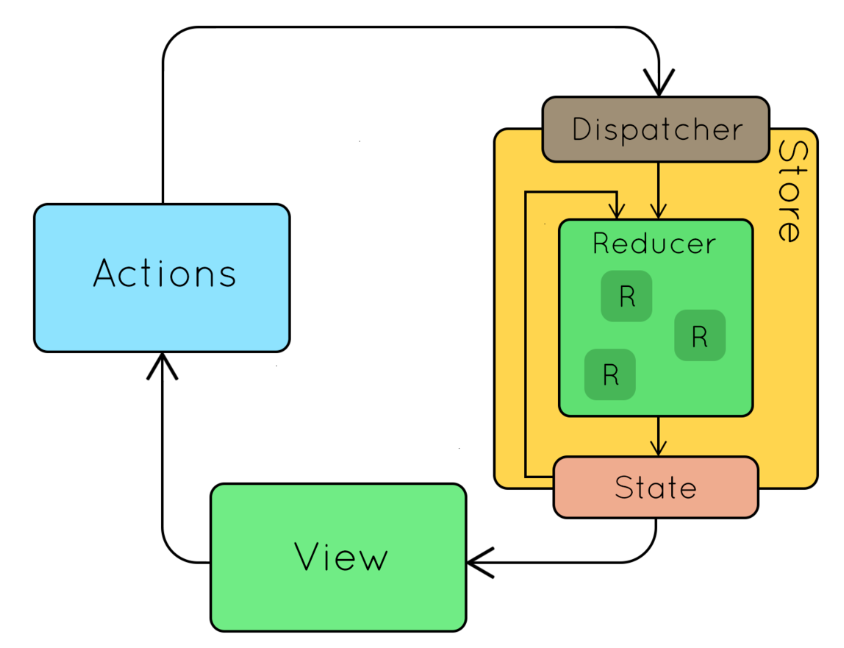 Dispatcher
Store
Reducer
Actions
R
R
R
State
View